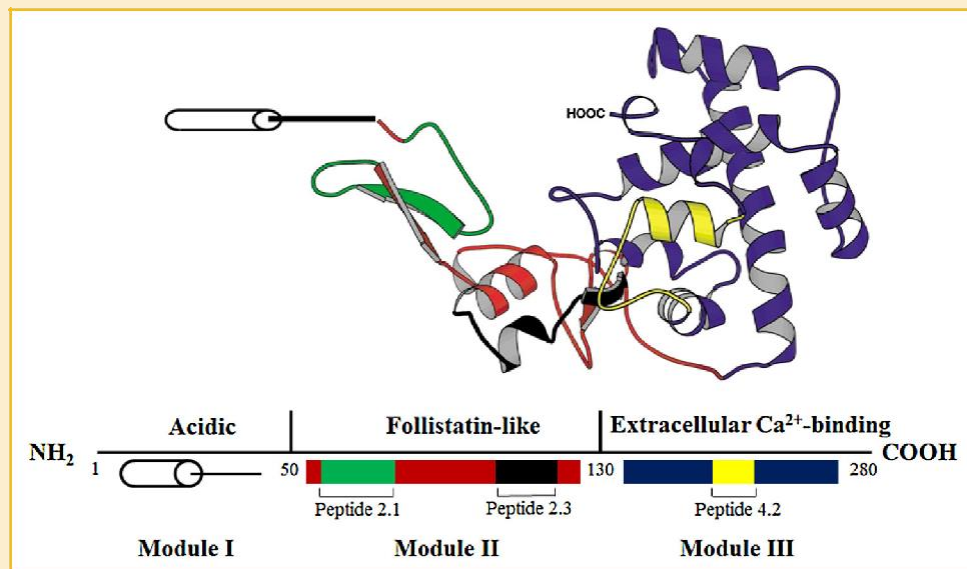 HOOC
Acidic Follistatin-like Extracellular Ca²⁺-binding
NH₂ COOH
1 50 130 280
Peptide 2.1 Peptide 2.3 Peptide 4.2
Module I Module II Module III